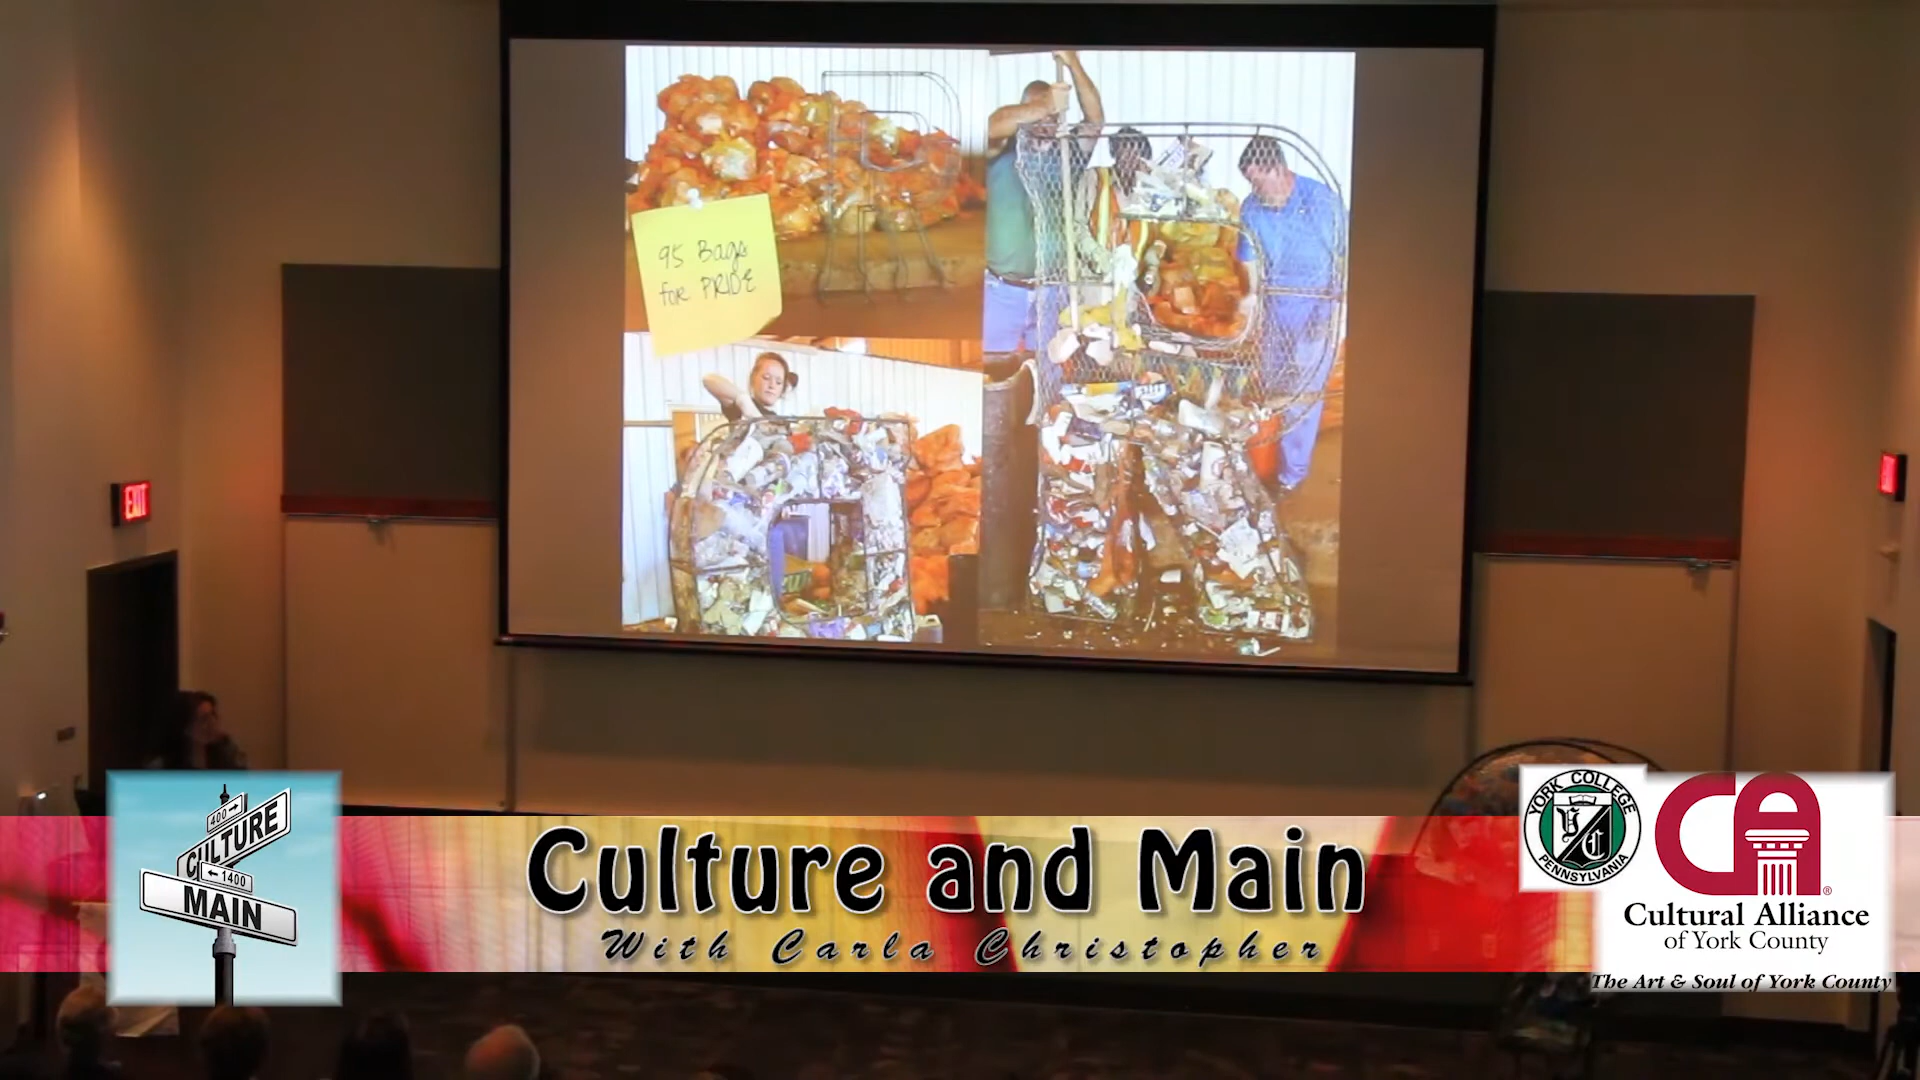 95 Bags
for PRIDE
EXIT
400→
CULTURE
←1400
MAIN
Culture and Main
With Carla Christopher
YORK COLLEGE
Y C
PENNSYLVANIA
CA®
Cultural Alliance
of York County
The Art & Soul of York County